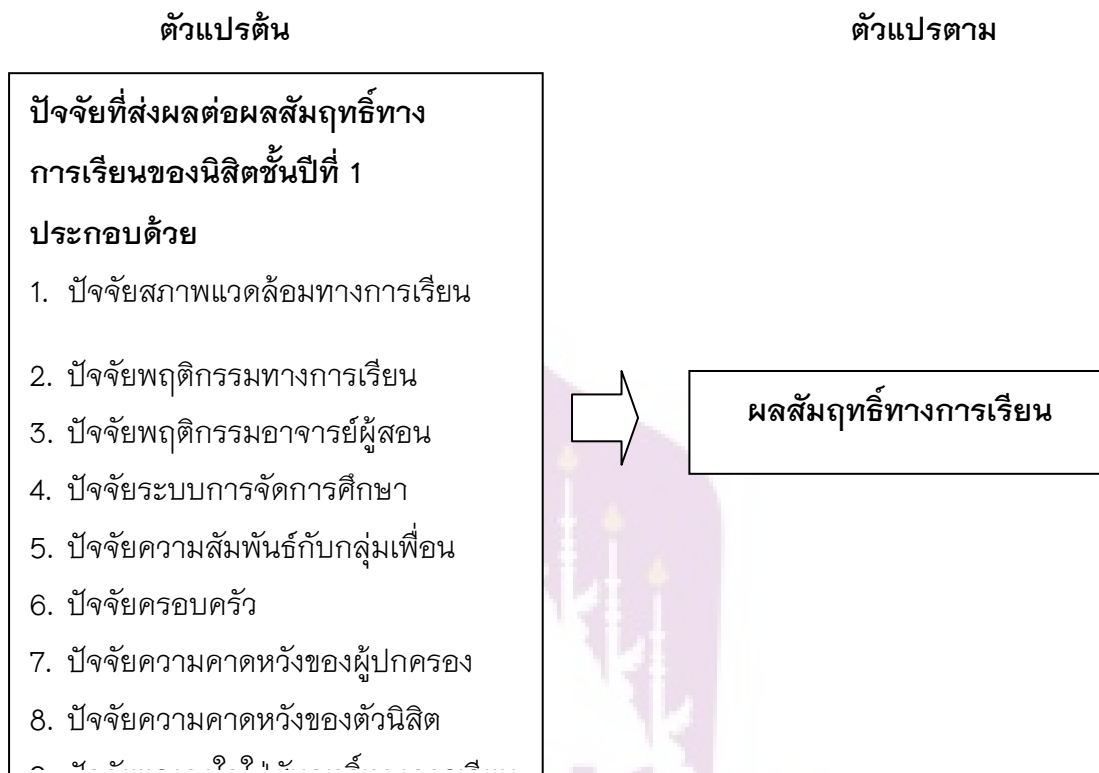 ตัวแปรต้น
ตัวแปรตาม
ปัจจัยที่ส่งผลต่อผลสัมฤทธิ์ทาง
การเรียนของนิสิตชั้นปีที่ 1
ประกอบด้วย
1. ปัจจัยสภาพแวดล้อมทางการเรียน
2. ปัจจัยพฤติกรรมทางการเรียน
3. ปัจจัยพฤติกรรมอาจารย์ผู้สอน
4. ปัจจัยระบบการจัดการศึกษา
5. ปัจจัยความสัมพันธ์กับกลุ่มเพื่อน
6. ปัจจัยครอบครัว
7. ปัจจัยความคาดหวังของผู้ปกครอง
8. ปัจจัยความคาดหวังของตัวนิสิต
ผลสัมฤทธิ์ทางการเรียน